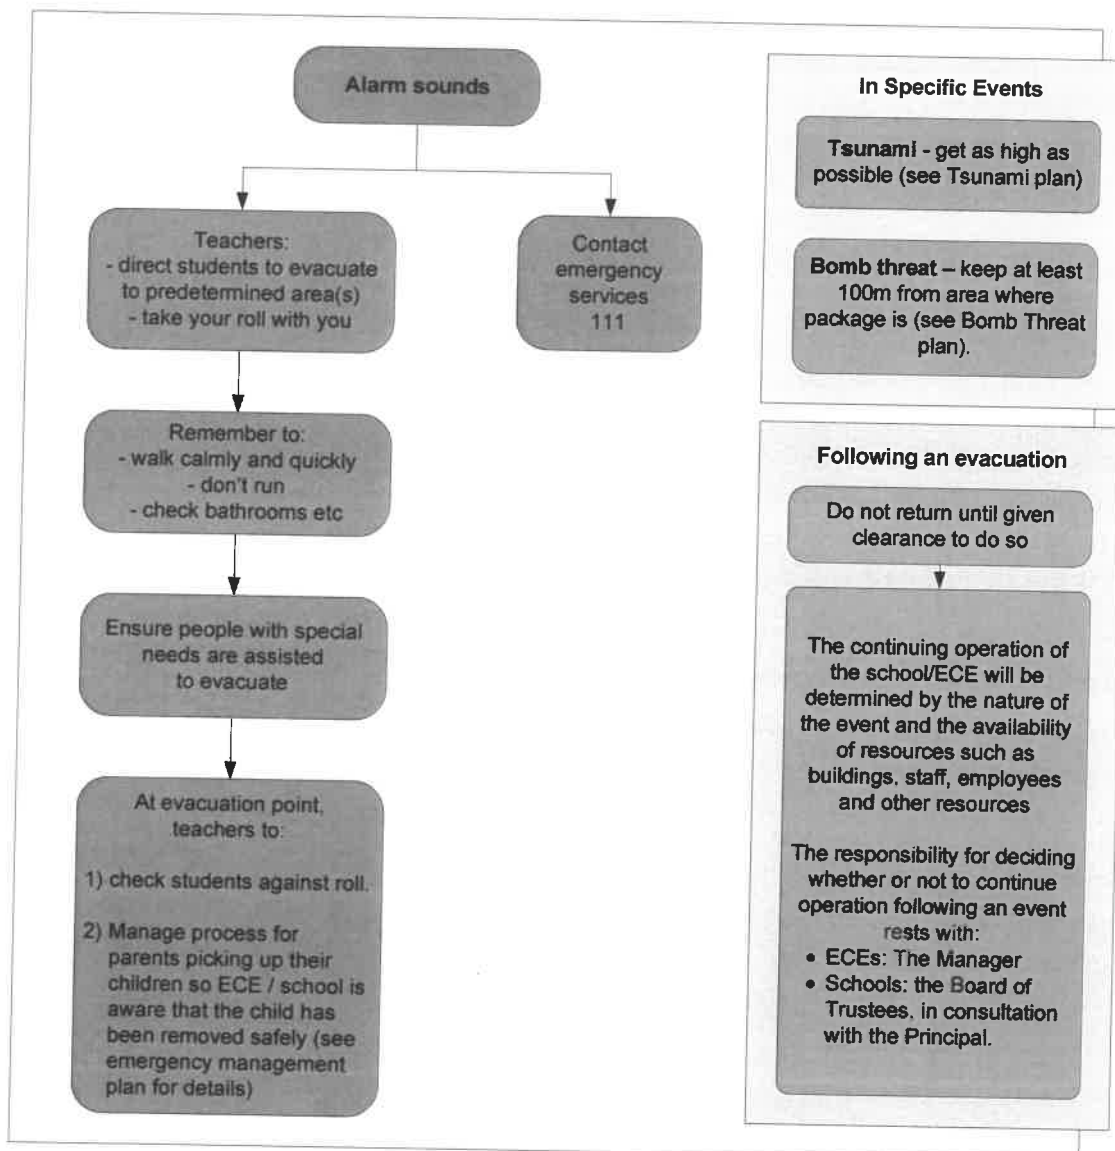 Alarm sounds
Teachers:
- direct students to evacuate
to predetermined area(s)
- take your roll with you
Contact
emergency
services
111
Remember to:
- walk calmly and quickly
- don't run
- check bathrooms etc
Ensure people with special
needs are assisted
to evacuate
At evacuation point,
teachers to:
1) check students against roll.
2) Manage process for
parents picking up their
children so ECE / school is
aware that the child has
been removed safely (see
emergency management
plan for details)
In Specific Events
Tsunami - get as high as
possible (see Tsunami plan)
Bomb threat – keep at least
100m from area where
package is (see Bomb Threat
plan).
Following an evacuation
Do not return until given
clearance to do so
The continuing operation of
the school/ECE will be
determined by the nature of
the event and the availability
of resources such as
buildings, staff, employees
and other resources
The responsibility for deciding
whether or not to continue
operation following an event
rests with:
• ECEs: The Manager
• Schools: the Board of
Trustees, in consultation
with the Principal.